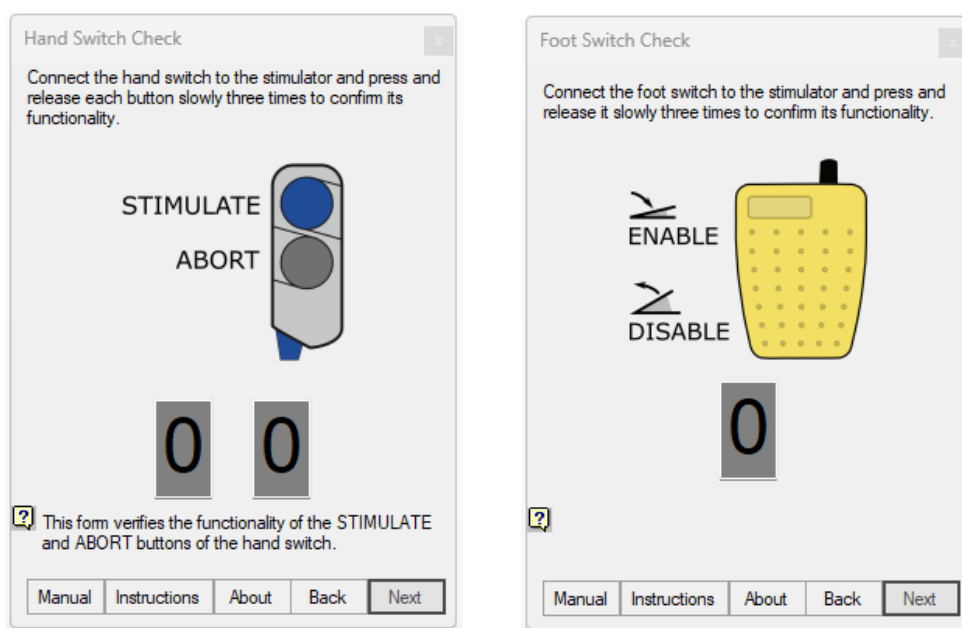 Hand Switch Check
x
Connect the hand switch to the stimulator and press and
release each button slowly three times to confirm its
functionality.
STIMULATE
ABORT
0 0
?
This form verifies the functionality of the STIMULATE
and ABORT buttons of the hand switch.
Manual Instructions About Back Next
Foot Switch Check
x
Connect the foot switch to the stimulator and press and
release it slowly three times to confirm its functionality.
ENABLE
DISABLE
0
?
Manual Instructions About Back Next